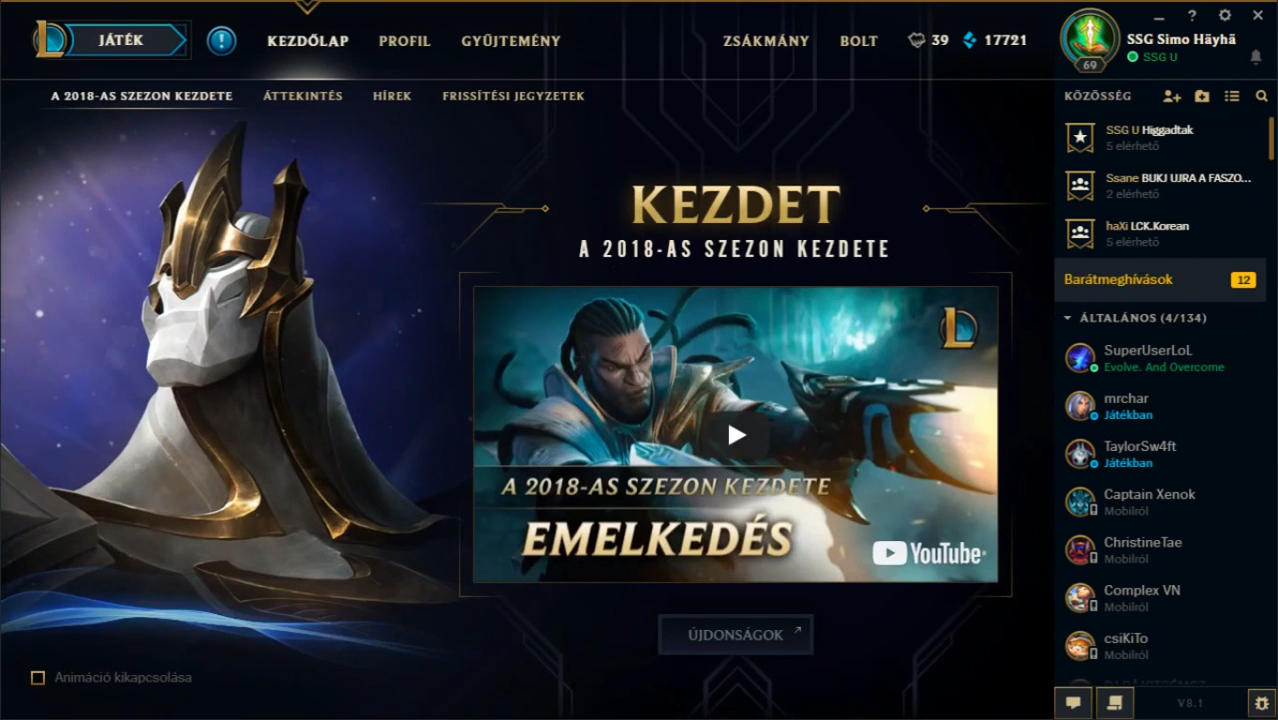 JÁTÉK
KEZDŐLAP
PROFIL
GYŰJTEMÉNY
ZSÁKMÁNY
BOLT
39
17721
69
SSG Simo Häyhä
SSG U
A 2018-AS SZEZON KEZDETE
ÁTTEKINTÉS
HÍREK
FRISSÍTÉSI JEGYZETEK
KEZDET
A 2018-AS SZEZON KEZDETE
A 2018-AS SZEZON KEZDETE
EMELKEDÉS
YouTube
ÚJDONSÁGOK
Animáció kikapcsolása
KÖZÖSSÉG
SSG U Higgadtak
5 elérhető
Ssane BUKJ UJRA A FASZO...
2 elérhető
haXi LCK.Korean
5 elérhető
Barátmeghívások 12
ÁLTALÁNOS (4/134)
SuperUserLoL
Evolve. And Overcome
mrchar
Játékban
TaylorSw4ft
Játékban
Captain Xenok
Mobilról
ChristineTae
Mobilról
Complex VN
Mobilról
csiKiTo
Mobilról
V8.1